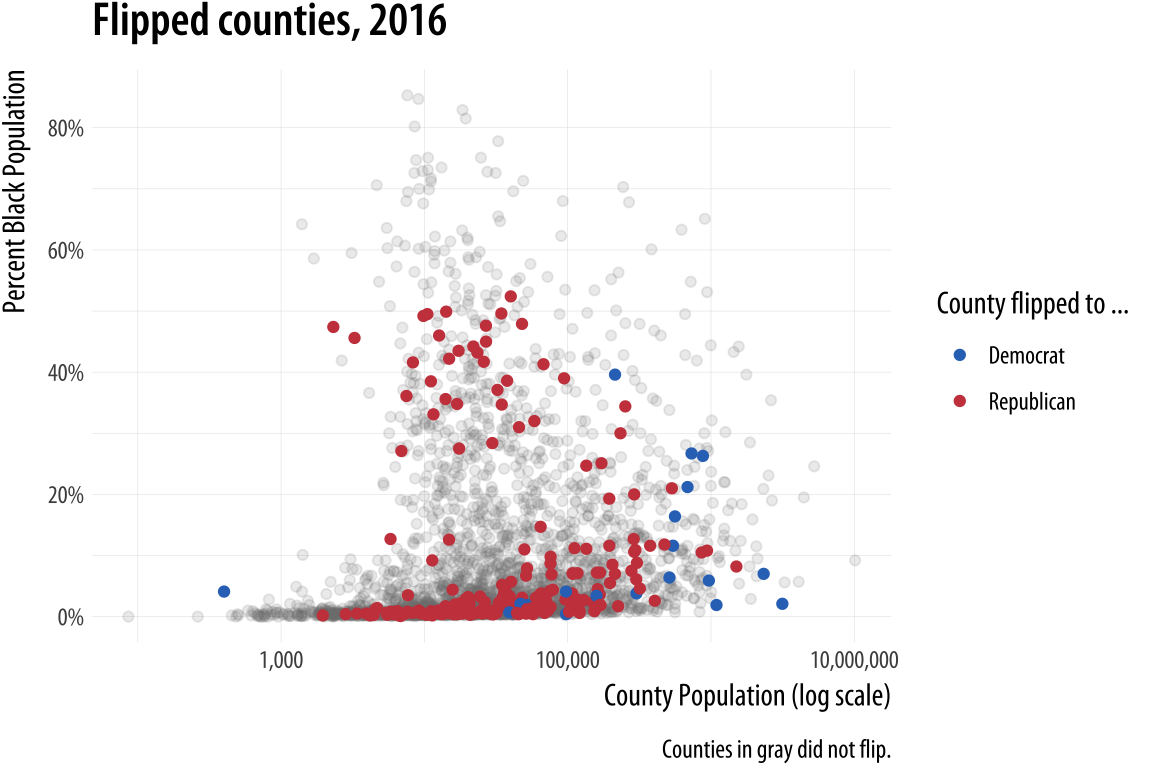 Flipped counties, 2016
Percent Black Population
80%
60%
40%
20%
0%
1,000
100,000
10,000,000
County Population (log scale)
Counties in gray did not flip.
County flipped to ...
Democrat
Republican